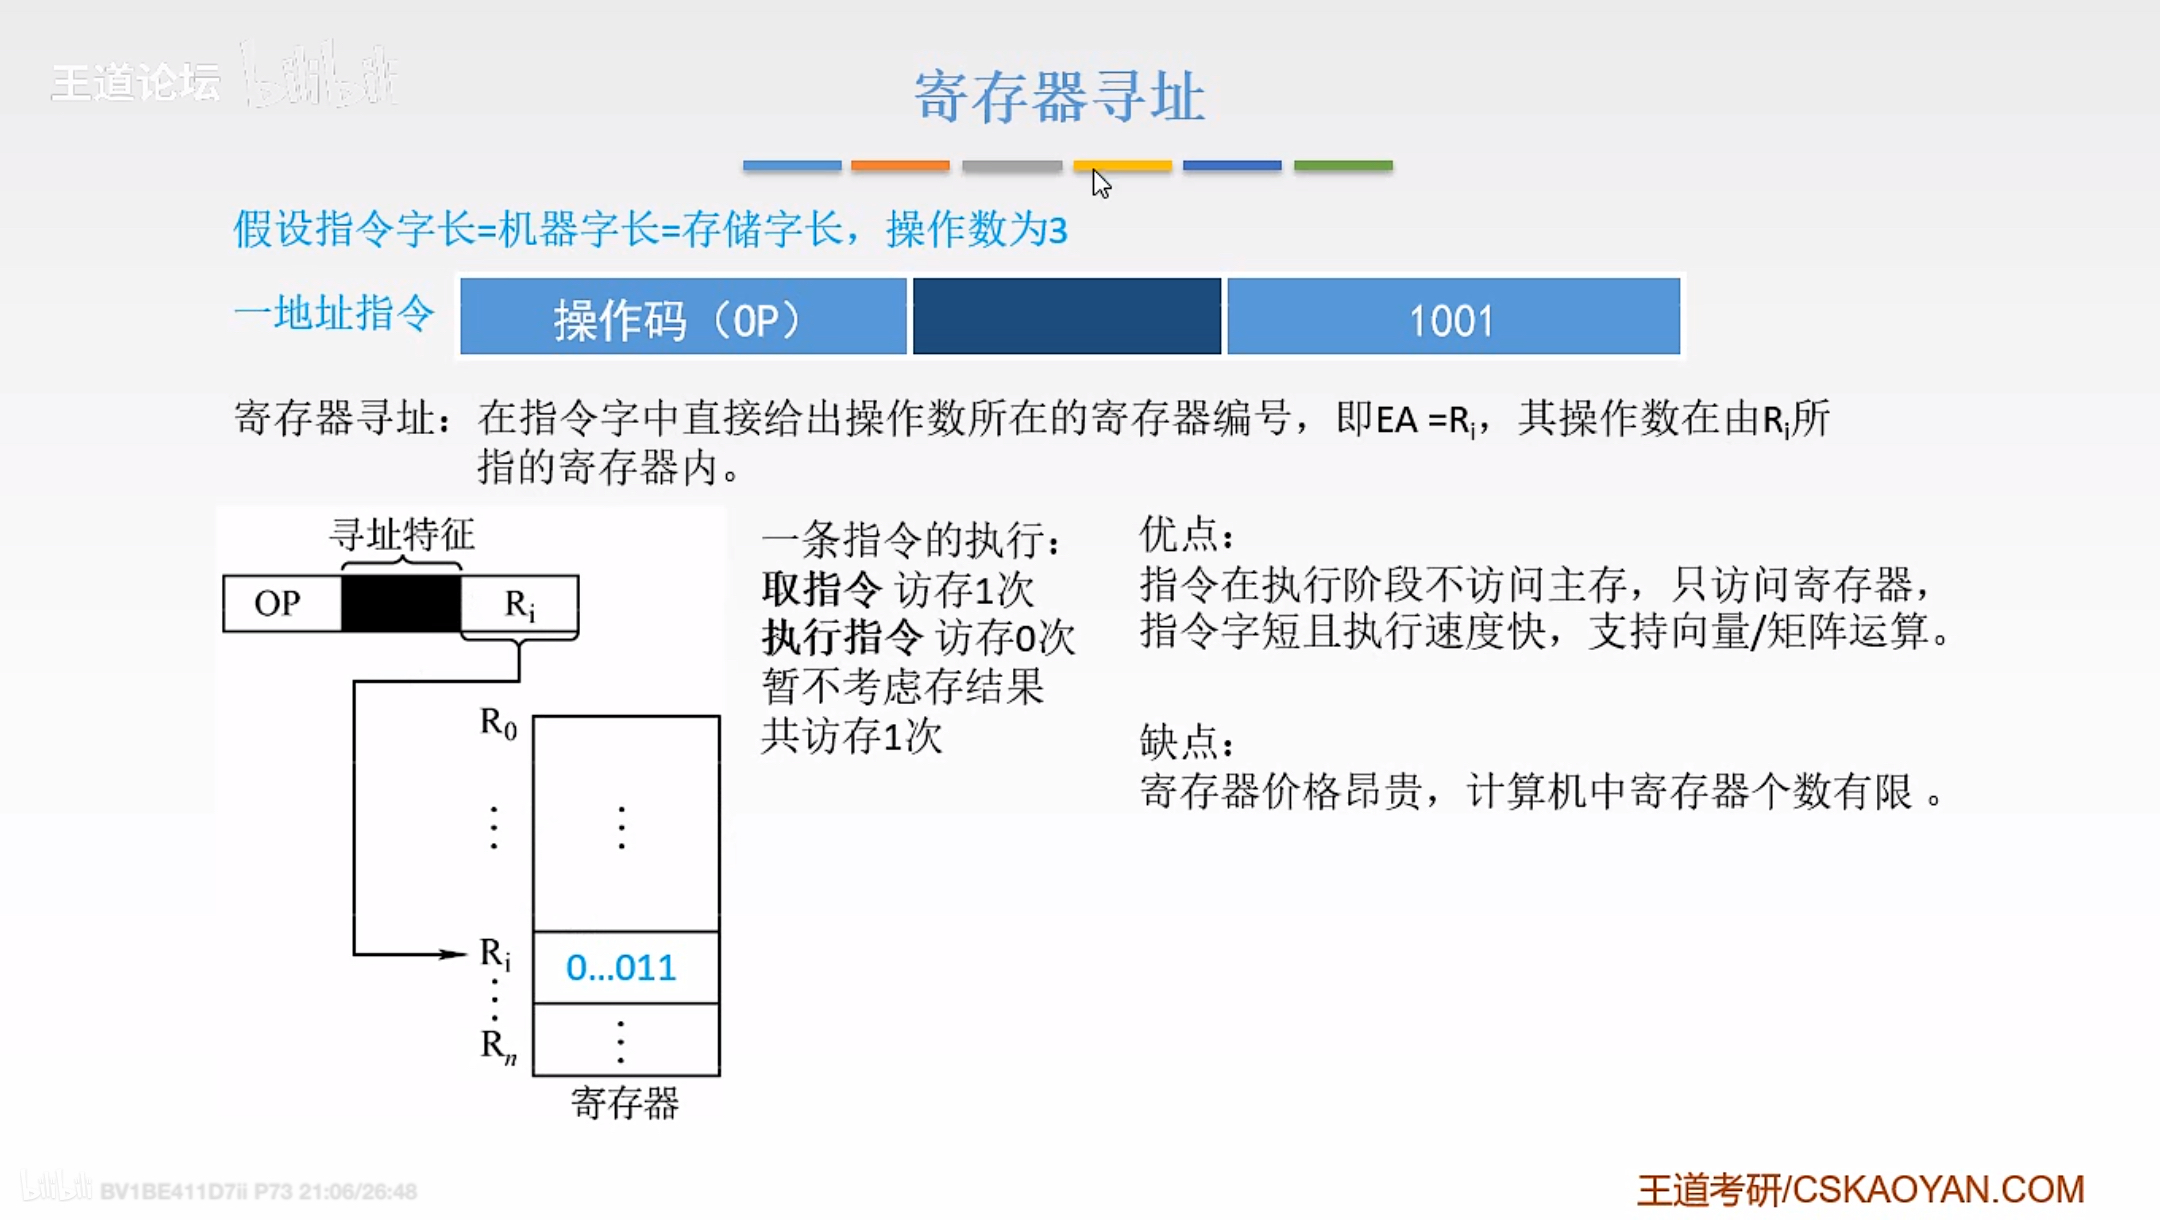 王道论坛 bilibili
寄存器寻址
假设指令字长=机器字长=存储字长，操作数为3
一地址指令 操作码（OP） 1001
寄存器寻址：在指令字中直接给出操作数所在的寄存器编号，即EA =Ri，其操作数在由Ri所
指的寄存器内。
寻址特征
OP Ri
R0
⋮ ⋮
Ri 0...011
⋮
Rn ⋮
寄存器
一条指令的执行：
取指令 访存1次
执行指令 访存0次
暂不考虑存结果
共访存1次
优点：
指令在执行阶段不访问主存，只访问寄存器，
指令字短且执行速度快，支持向量/矩阵运算。
缺点：
寄存器价格昂贵，计算机中寄存器个数有限 。
bilibili BV1BE411D7ii P73 21:06/26:48
王道考研/CSKAOYAN.COM